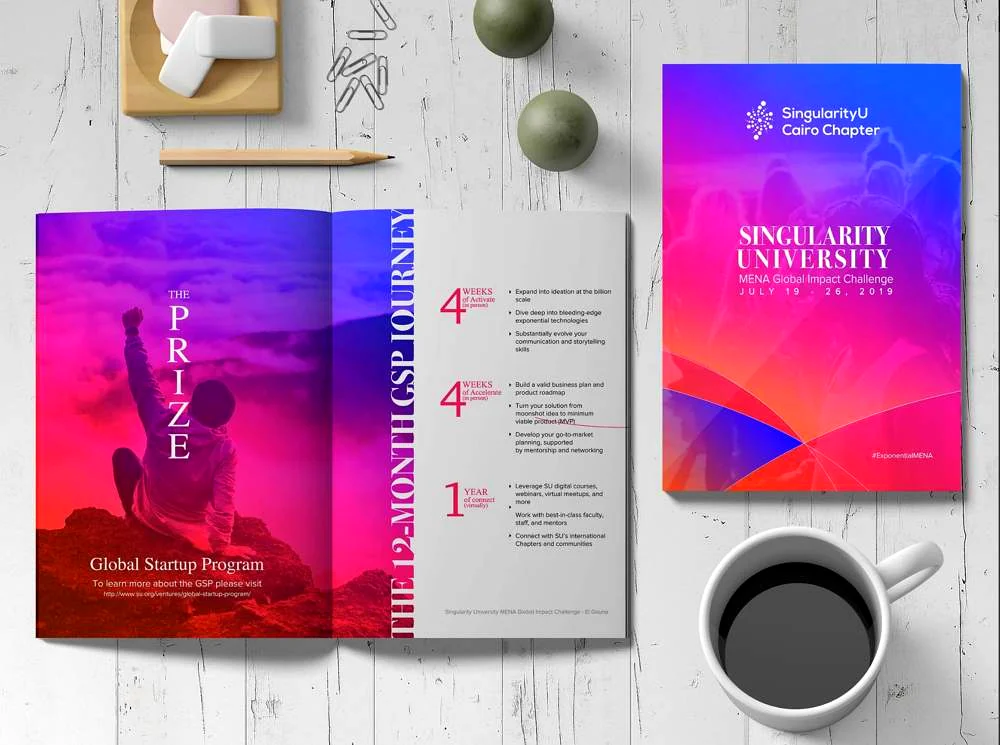 THE
PRIZE
Global Startup Program
To learn more about the GSP please visit
http://www.su.org/ventures/global-startup-program/
THE 12-MONTH GSP JOURNEY
4 WEEKS
of Activate
(in person)
Expand into ideation at the billion
scale
Dive deep into bleeding-edge
exponential technologies
Substantially evolve your
communication and storytelling
skills
4 WEEKS
of Accelerate
(in person)
Build a valid business plan and
product roadmap
Turn your solution from
moonshot idea to minimum
viable product (MVP)
Develop your go-to-market
planning, supported
by mentorship and networking
1 YEAR
of connect
(virtually)
Leverage SU digital courses,
webinars, virtual meetups, and
more
Work with best-in-class faculty,
staff, and mentors
Connect with SU's international
Chapters and communities
Singularity University MENA Global Impact Challenge - El Gouna
SingularityU
Cairo Chapter
SINGULARITY
UNIVERSITY
MENA Global Impact Challenge
JULY 19 - 26, 2019
#ExponentialMENA